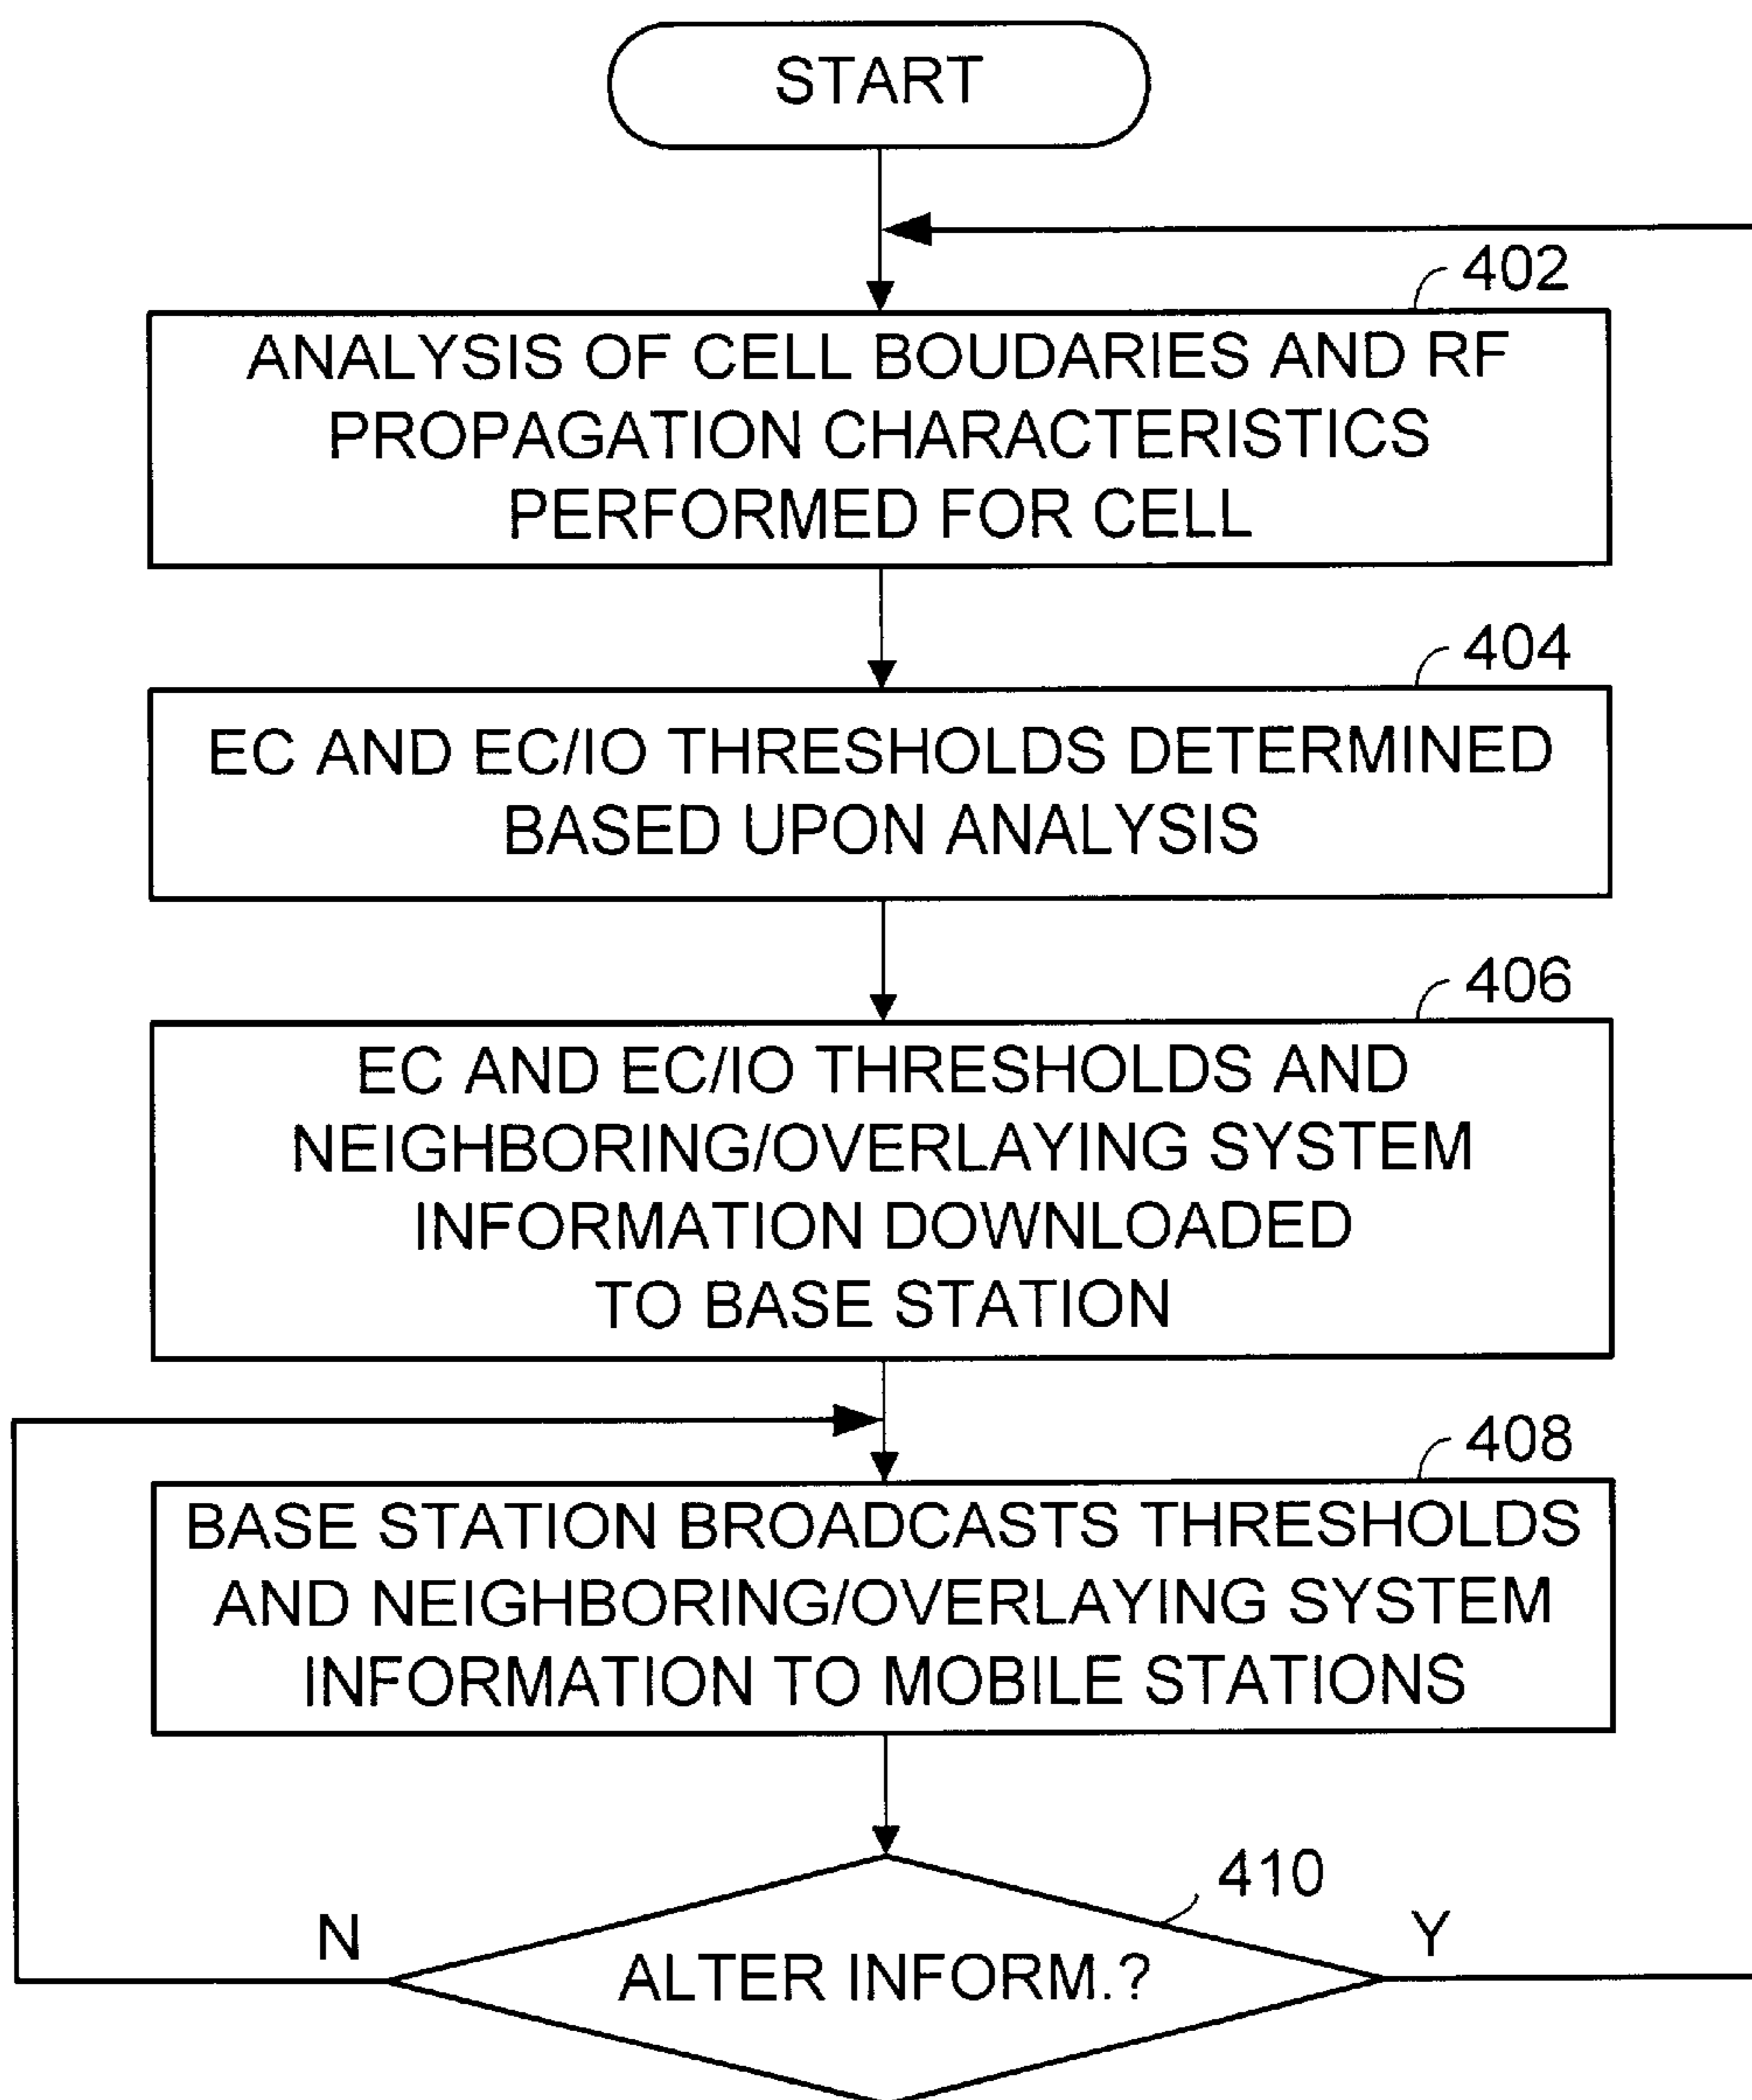 START
402
ANALYSIS OF CELL BOUDARIES AND RF
PROPAGATION CHARACTERISTICS
PERFORMED FOR CELL
404
EC AND EC/IO THRESHOLDS DETERMINED
BASED UPON ANALYSIS
406
EC AND EC/IO THRESHOLDS AND
NEIGHBORING/OVERLAYING SYSTEM
INFORMATION DOWNLOADED
TO BASE STATION
408
BASE STATION BROADCASTS THRESHOLDS
AND NEIGHBORING/OVERLAYING SYSTEM
INFORMATION TO MOBILE STATIONS
410
N
ALTER INFORM.?
Y